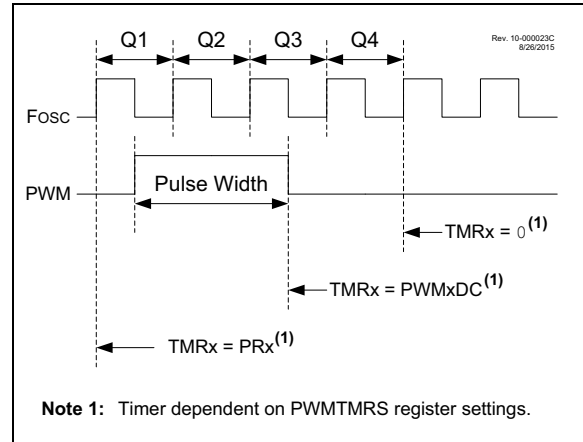 Rev. 10-000023C
8/26/2015
Q1 Q2 Q3 Q4
FOSC
PWM
Pulse Width
TMRx = 0(1)
TMRx = PWMxDC(1)
TMRx = PRx(1)
Note 1: Timer dependent on PWMTMRS register settings.